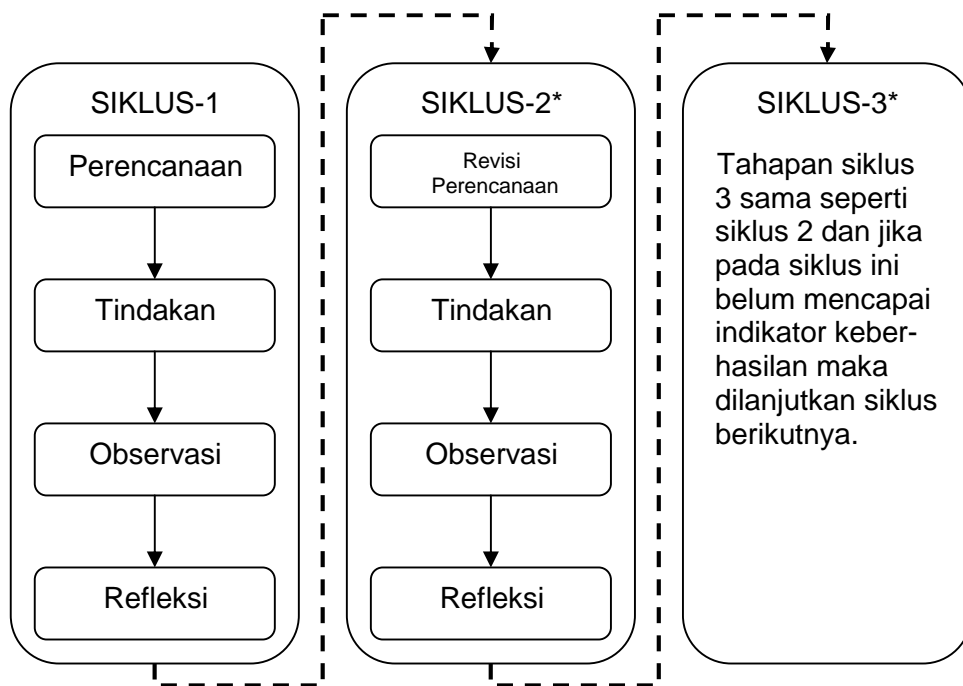 SIKLUS-1
Perencanaan
Tindakan
Observasi
Refleksi
SIKLUS-2*
Revisi
Perencanaan
Tindakan
Observasi
Refleksi
SIKLUS-3*
Tahapan siklus
3 sama seperti
siklus 2 dan jika
pada siklus ini
belum mencapai
indikator keber-
hasilan maka
dilanjutkan siklus
berikutnya.